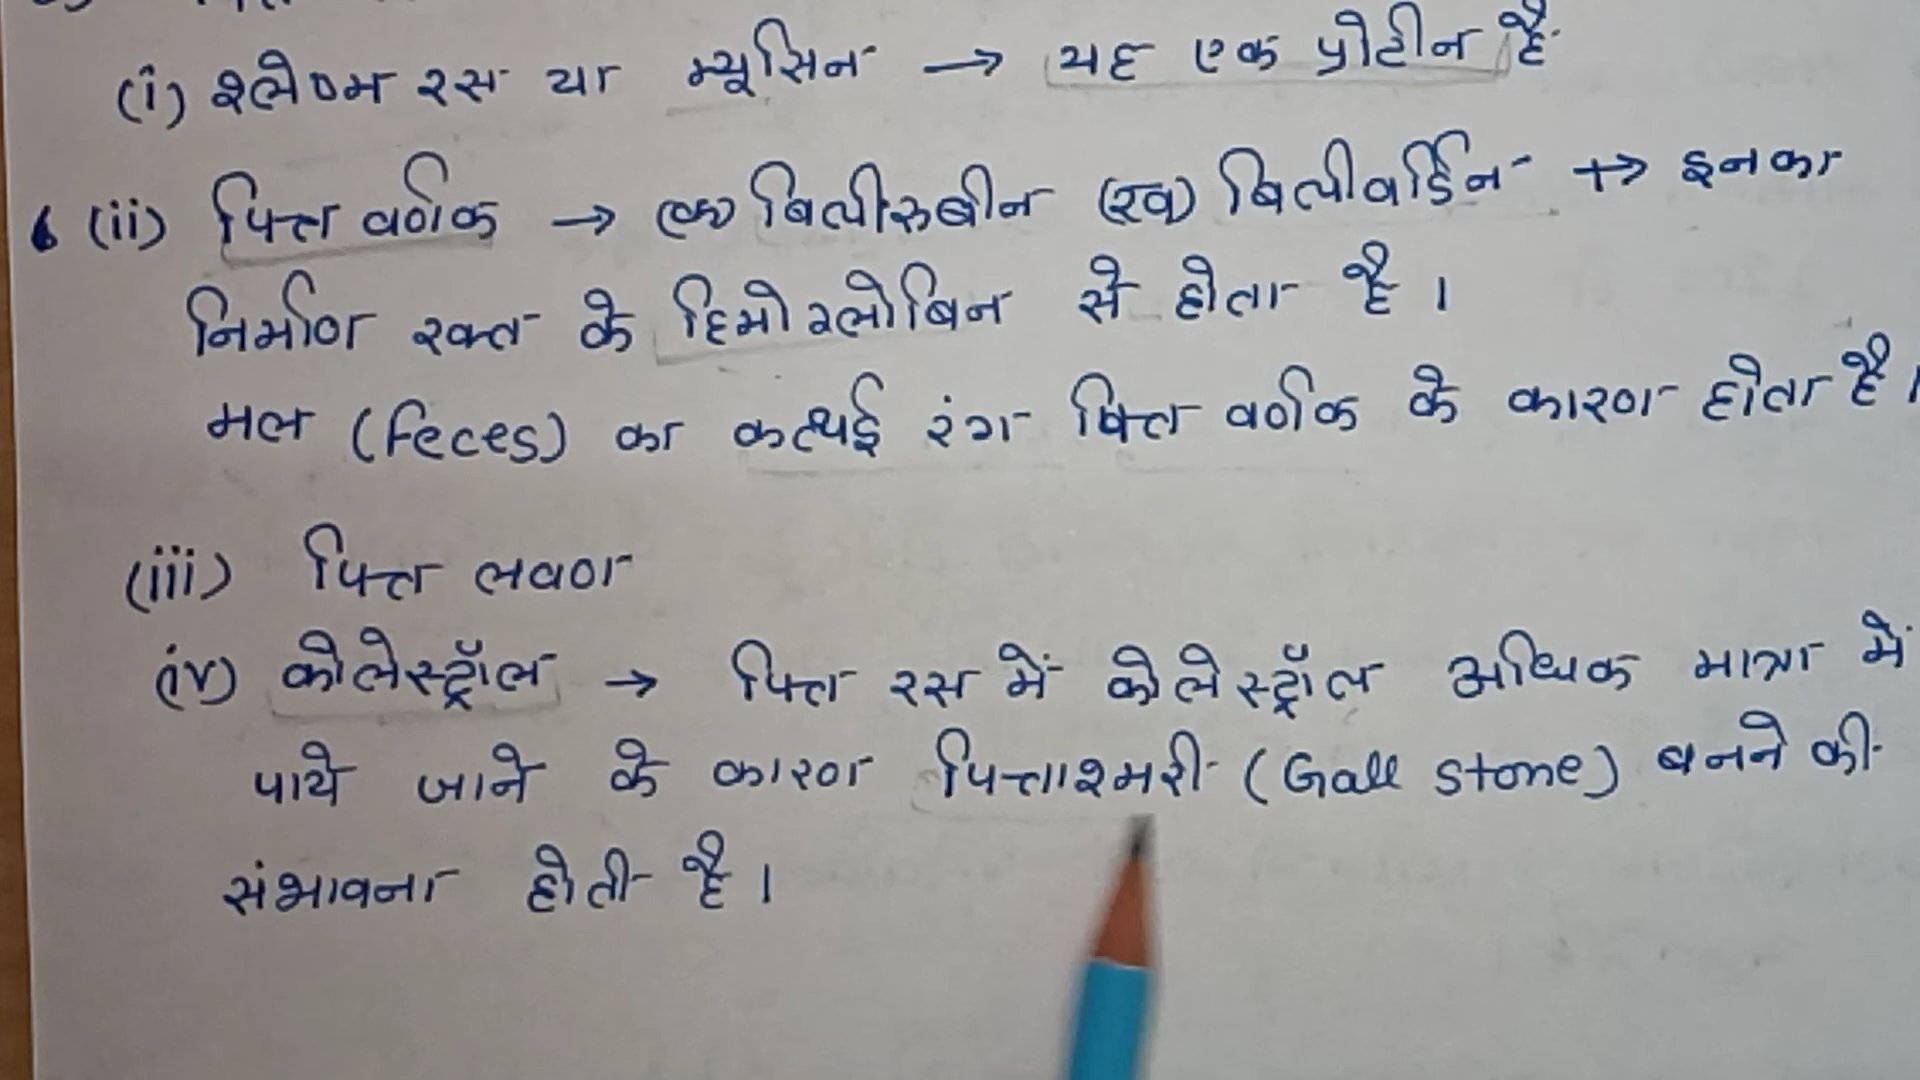 (i) श्लेष्म रस या म्यूसिन → यह एक प्रोटीन है
(ii) पित्त वर्णक → (क) बिलीरुबीन (ख) बिलीवर्डिन → इनका
निर्माण रक्त के हिमोग्लोबिन से होता है।
मल (feces) का कत्थई रंग पित्त वर्णक के कारण होता है।
(iii) पित्त लवण
(iv) कोलेस्ट्रॉल → पित्त रस में कोलेस्ट्रॉल अधिक मात्रा में
पाये जाने के कारण पित्ताश्मरी (Gall stone) बनने की
संभावना होती है।